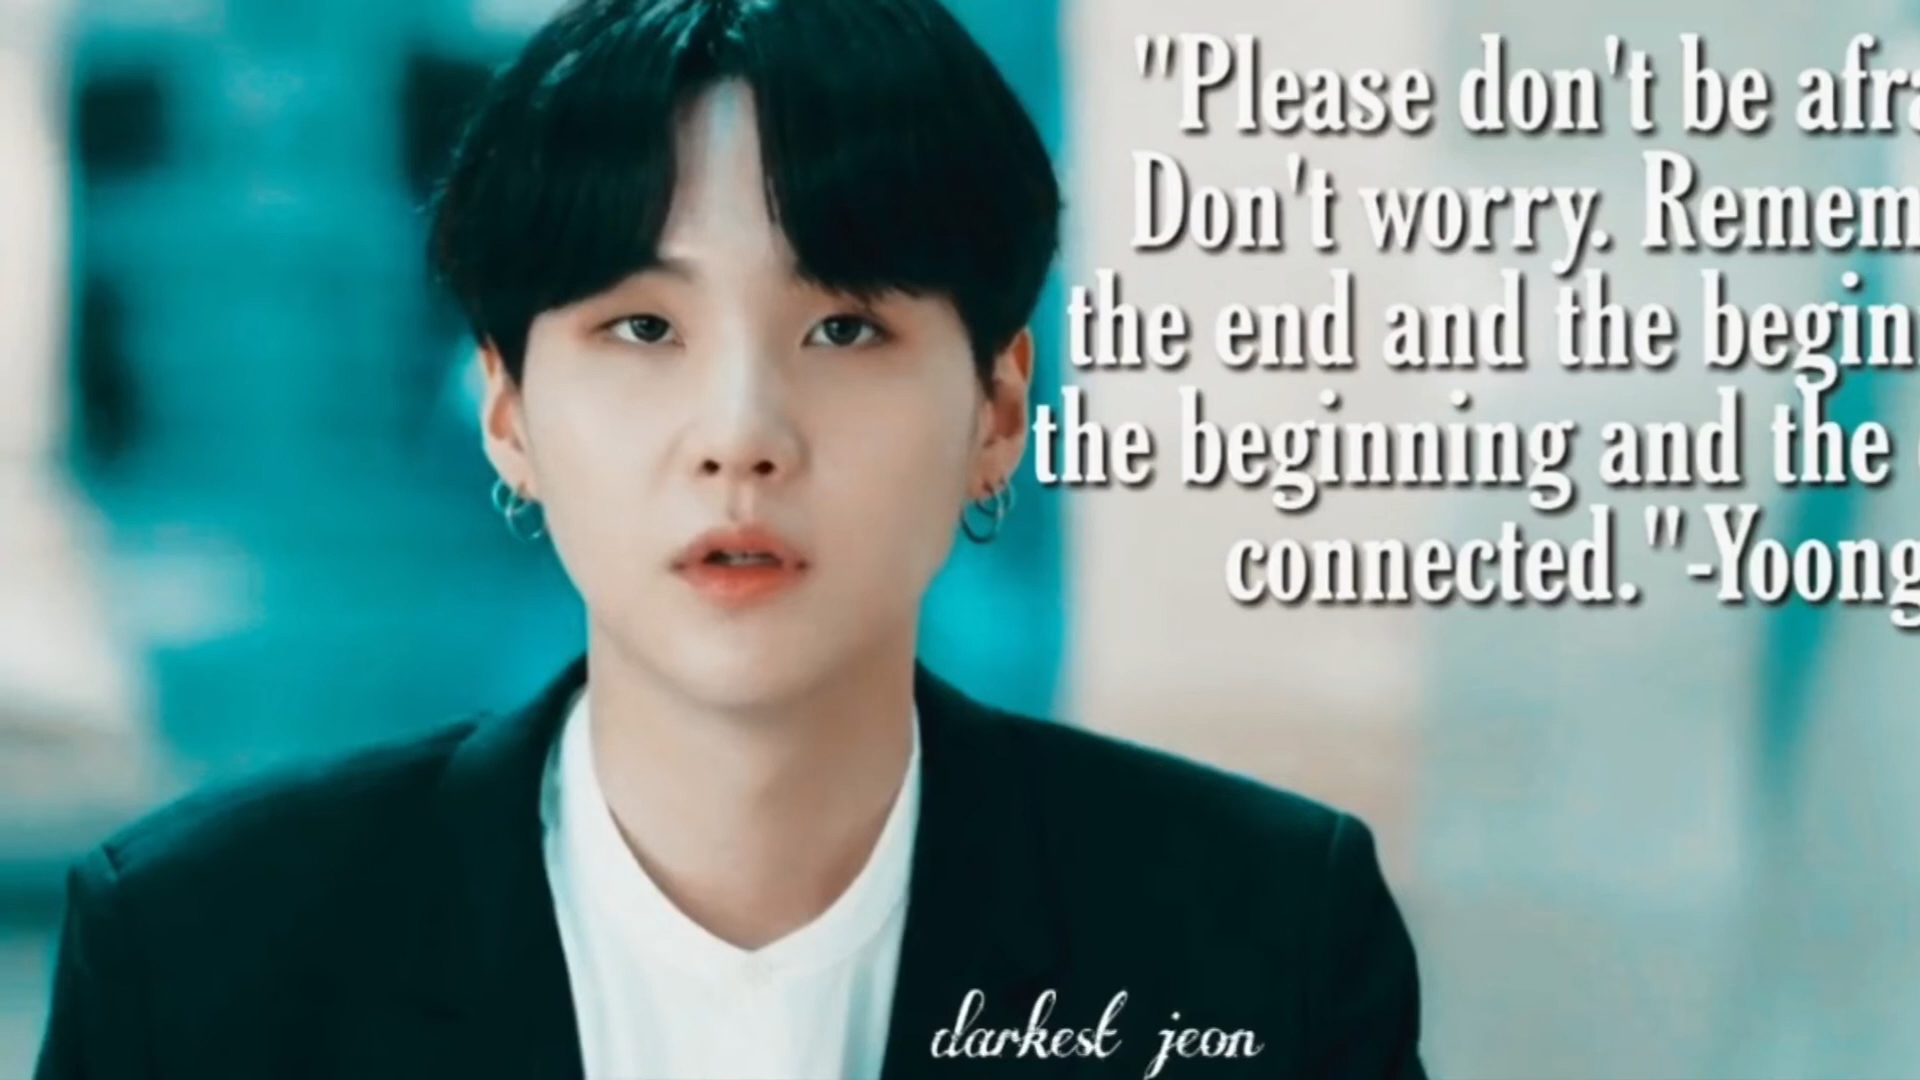 "Please don't be afra
Don't worry. Remem
the end and the begin
the beginning and the
connected."-Yoong
darkest jeon